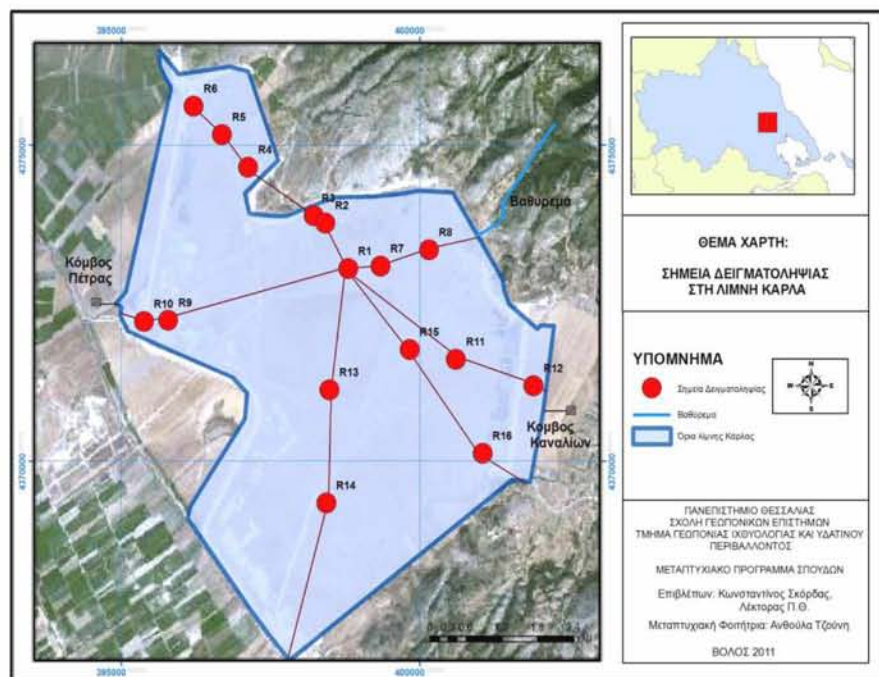 395000
400000
R6
R5
4375000
4375000
R4
Βαθύρεμα
R3
R2
R8
R1
R7
Κόμβος
Πέτρας
R10
R9
R15
R11
R12
R13
Κόμβος
Καναλίων
R16
4370000
4370000
R14
395000
400000
ΘΕΜΑ ΧΑΡΤΗ:
ΣΗΜΕΙΑ ΔΕΙΓΜΑΤΟΛΗΨΙΑΣ
ΣΤΗ ΛΙΜΝΗ ΚΑΡΛΑ
ΥΠΟΜΝΗΜΑ
N
W
E
S
Σημεία Δειγματοληψίας
Βαθύρεμα
Όρια λίμνης Κάρλας
ΠΑΝΕΠΙΣΤΗΜΙΟ ΘΕΣΣΑΛΙΑΣ
ΣΧΟΛΗ ΓΕΩΠΟΝΙΚΩΝ ΕΠΙΣΤΗΜΩΝ
ΤΜΗΜΑ ΓΕΩΠΟΝΙΑΣ ΙΧΘΥΟΛΟΓΙΑΣ ΚΑΙ ΥΔΑΤΙΝΟΥ
ΠΕΡΙΒΑΛΛΟΝΤΟΣ
ΜΕΤΑΠΤΥΧΙΑΚΟ ΠΡΟΓΡΑΜΜΑ ΣΠΟΥΔΩΝ
Επιβλέπων: Κωνσταντίνος Σκόρδας,
Λέκτορας Π.Θ.
Μεταπτυχιακή Φοιτήτρια: Ανθούλα Τζούνη
ΒΟΛΟΣ 2011